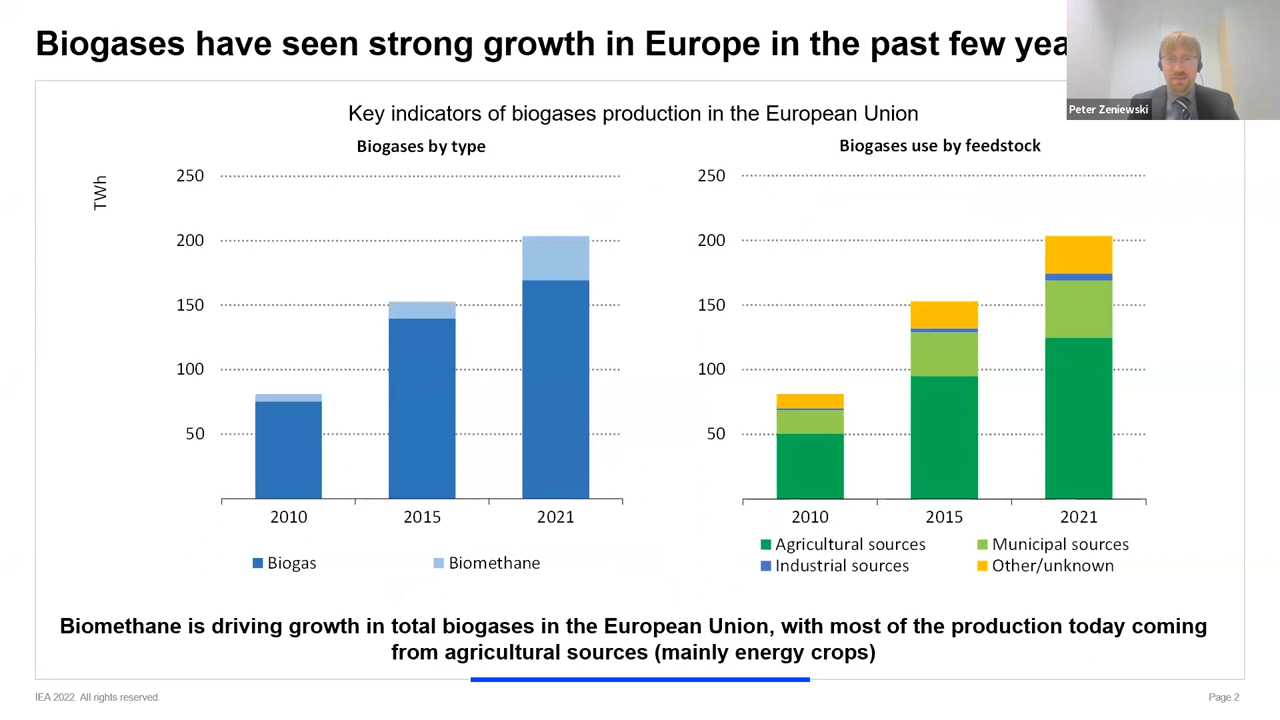 Biogases have seen strong growth in Europe in the past few yea
Peter Zeniewski
Key indicators of biogases production in the European Union
Biogases by type
TWh
250
200
150
100
50
2010
2015
2021
Biogas
Biomethane
Biogases use by feedstock
250
200
150
100
50
2010
2015
2021
Agricultural sources
Municipal sources
Industrial sources
Other/unknown
Biomethane is driving growth in total biogases in the European Union, with most of the production today coming
from agricultural sources (mainly energy crops)
IEA 2022. All rights reserved.
Page 2